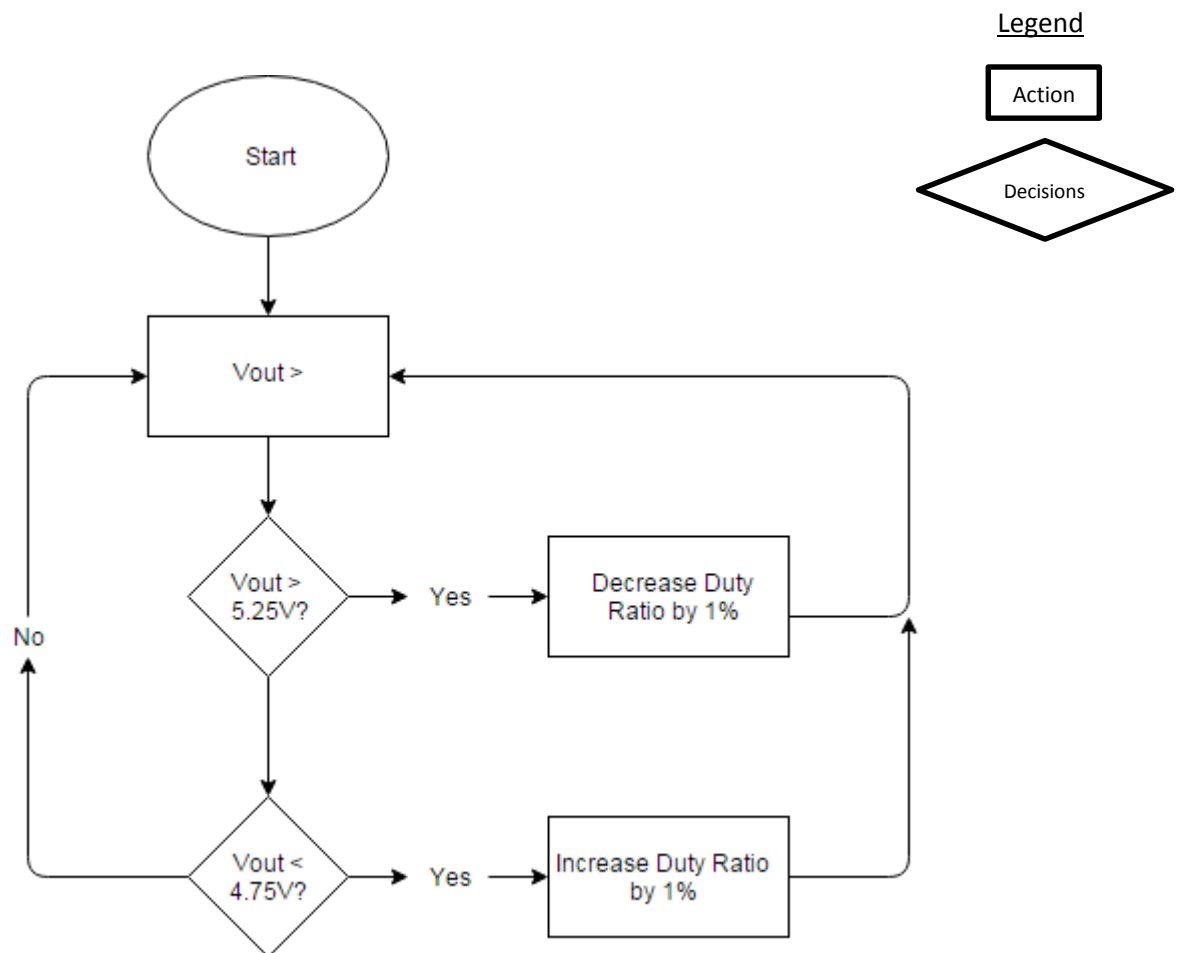 Legend
Action
Decisions
Start
Vout >
Vout >
5.25V?
Yes
Decrease Duty
Ratio by 1%
No
Vout <
4.75V?
Yes
Increase Duty Ratio
by 1%